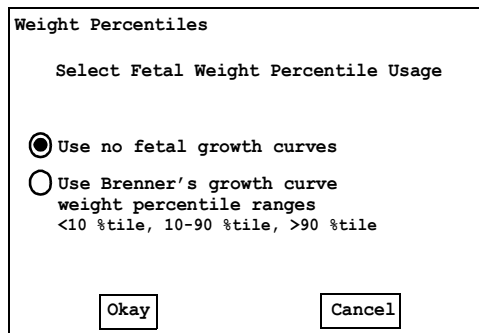 Weight Percentiles
Select Fetal Weight Percentile Usage
Use no fetal growth curves
Use Brenner's growth curve
weight percentile ranges
<10 %tile, 10-90 %tile, >90 %tile
Okay
Cancel